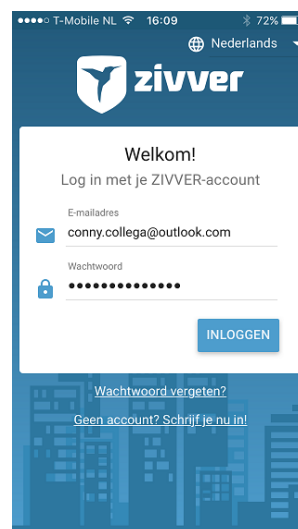 T-Mobile NL 16:09 72%
Nederlands
zivver
Welkom!
Log in met je ZIVVER-account
E-mailadres
conny.collega@outlook.com
Wachtwoord
••••••••••••••
INLOGGEN
Wachtwoord vergeten?
Geen account? Schrijf je nu in!